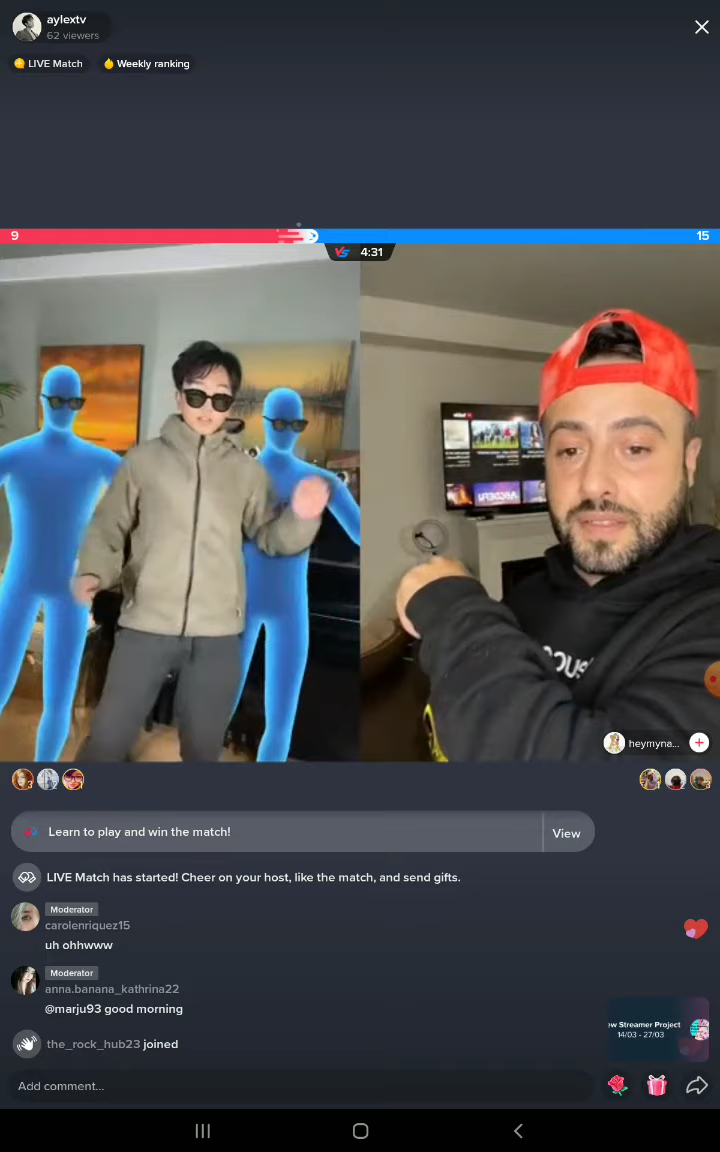 aylextv
62 viewers
LIVE Match
Weekly ranking
9
15
VS 4:31
heymyna...
Learn to play and win the match!
View
LIVE Match has started! Cheer on your host, like the match, and send gifts.
Moderator
carolenriquez15
uh ohhwww
Moderator
anna.banana_kathrina22
@marju93 good morning
ew Streamer Project
14/03 - 27/03
the_rock_hub23 joined
Add comment...